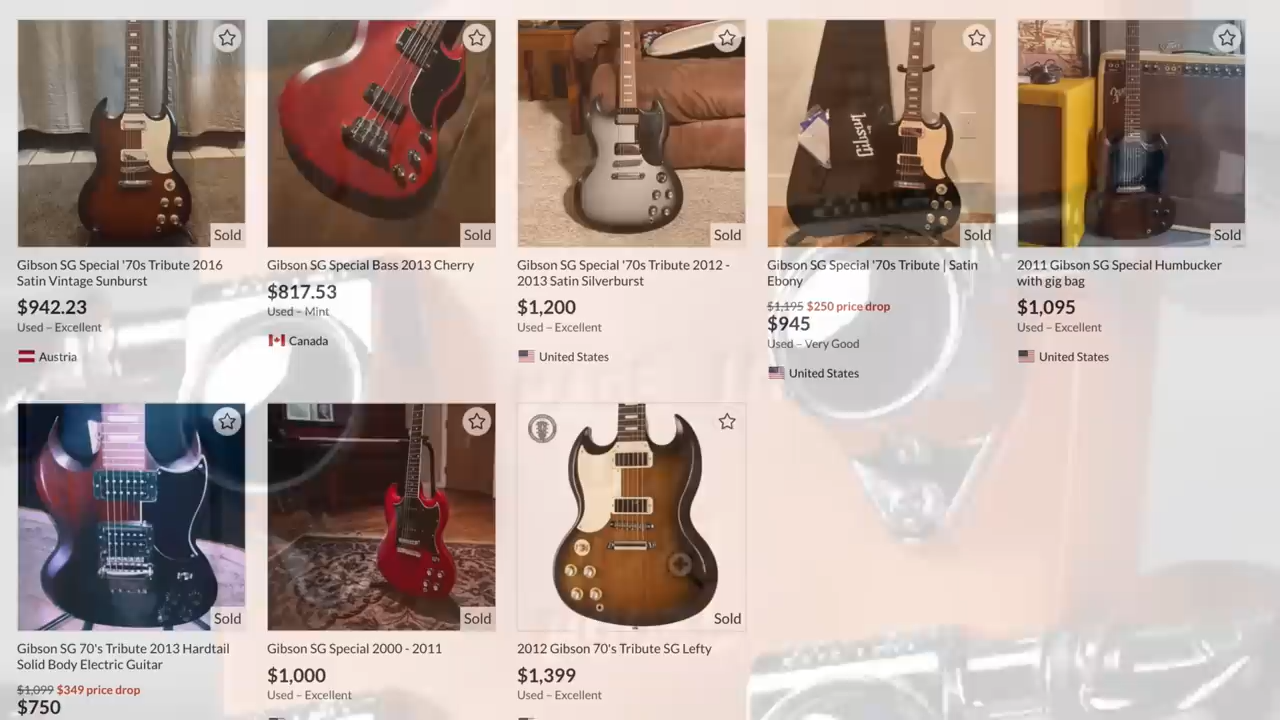 Sold
Sold
Sold
Gibson
Sold
Sold
Gibson SG Special '70s Tribute 2016
Satin Vintage Sunburst
$942.23
Used – Excellent
Austria
Gibson SG Special Bass 2013 Cherry
$817.53
Used – Mint
Canada
Gibson SG Special '70s Tribute 2012 -
2013 Satin Silverburst
$1,200
Used – Excellent
United States
Gibson SG Special '70s Tribute | Satin
Ebony
$1,195 $250 price drop
$945
Used – Very Good
United States
2011 Gibson SG Special Humbucker
with gig bag
$1,095
Used – Excellent
United States
Sold
Sold
Sold
Gibson SG 70's Tribute 2013 Hardtail
Solid Body Electric Guitar
$1,099 $349 price drop
$750
Gibson SG Special 2000 - 2011
$1,000
Used – Excellent
2012 Gibson 70's Tribute SG Lefty
$1,399
Used – Excellent